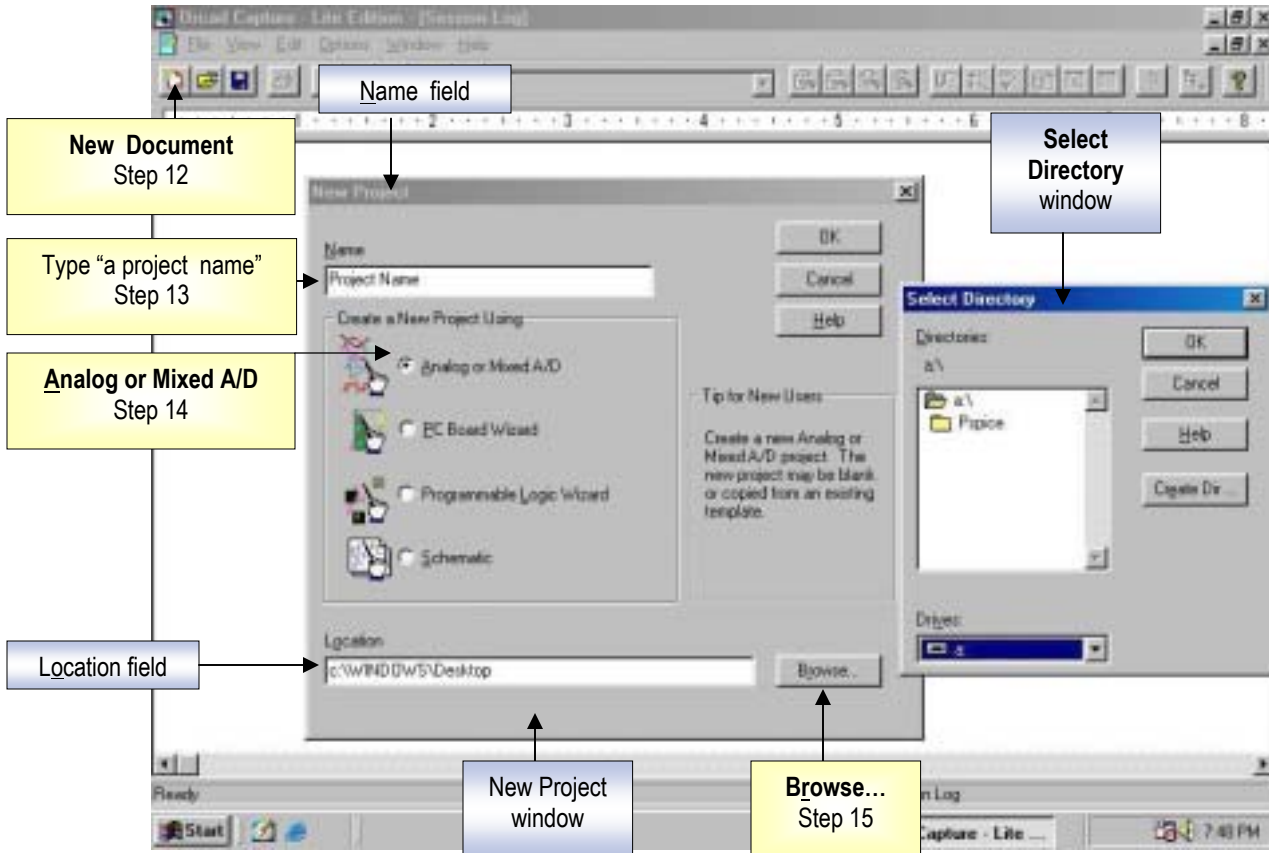 Orcad Capture - Lite Edition - [Session Log]
File View Edit Options Window Help
Name field
New Document
Step 12
Select
Directory
window
New Project
Name
OK
Type “a project name”
Step 13
Project Name
Cancel
Select Directory
Create a New Project Using
Help
Directories:
OK
Analog or Mixed A/D
a:\
Analog or Mixed A/D
Step 14
Tip for New Users
Cancel
a:\
Pspice
PC Board Wizard
Create a new Analog or
Mixed A/D project. The
new project may be blank
or copied from an existing
template.
Help
Programmable Logic Wizard
Create Dir ...
Schematic
Drives:
a:
Location
Location field
c:\WINDOWS\Desktop
Browse...
New Project
window
Browse…
Step 15
Ready
n Log
Start
Capture - Lite ...
7:48 PM